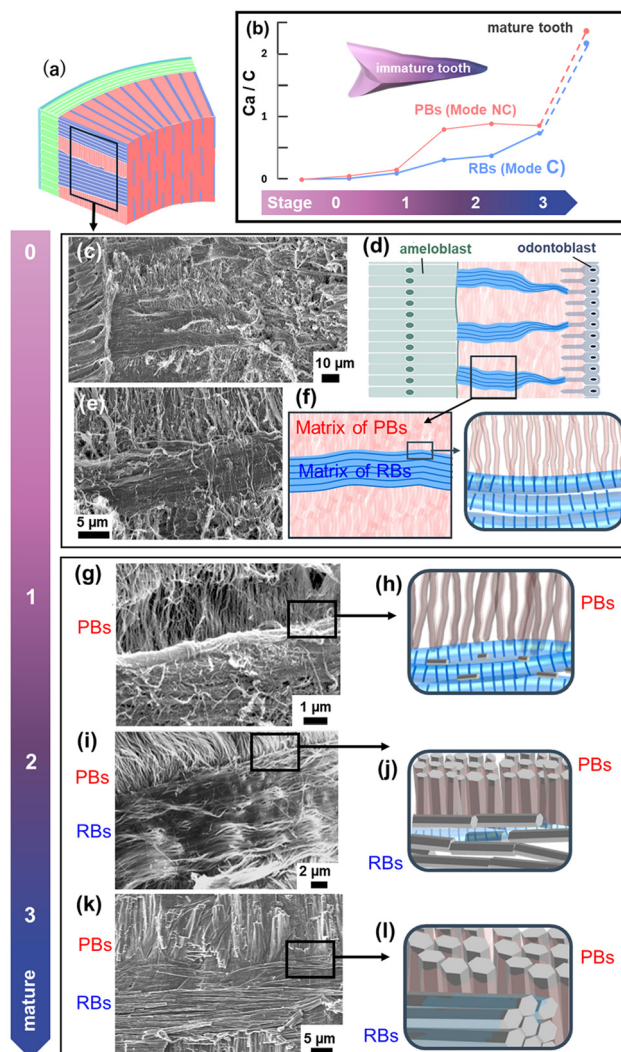 (a)
(b)
Ca / C
2
1
0
mature tooth
immature tooth
PBs (Mode NC)
RBs (Mode C)
Stage 0 1 2 3
0
1
2
3
mature
(c)
10 µm
(d)
ameloblast
odontoblast
(e)
5 µm
(f)
Matrix of PBs
Matrix of RBs
(g)
PBs
1 µm
(h)
PBs
(i)
PBs
RBs
2 µm
(j)
PBs
RBs
(k)
PBs
RBs
5 µm
(l)
PBs
RBs